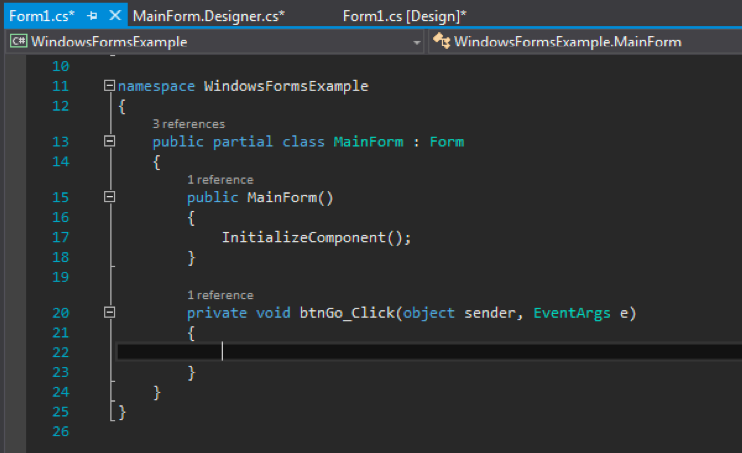 Form1.cs* MainForm.Designer.cs* Form1.cs [Design]*
C# WindowsFormsExample WindowsFormsExample.MainForm
10
11 namespace WindowsFormsExample
12 {
3 references
13 public partial class MainForm : Form
14 {
1 reference
15 public MainForm()
16 {
17 InitializeComponent();
18 }
19
1 reference
20 private void btnGo_Click(object sender, EventArgs e)
21 {
22
23 }
24 }
25 }
26